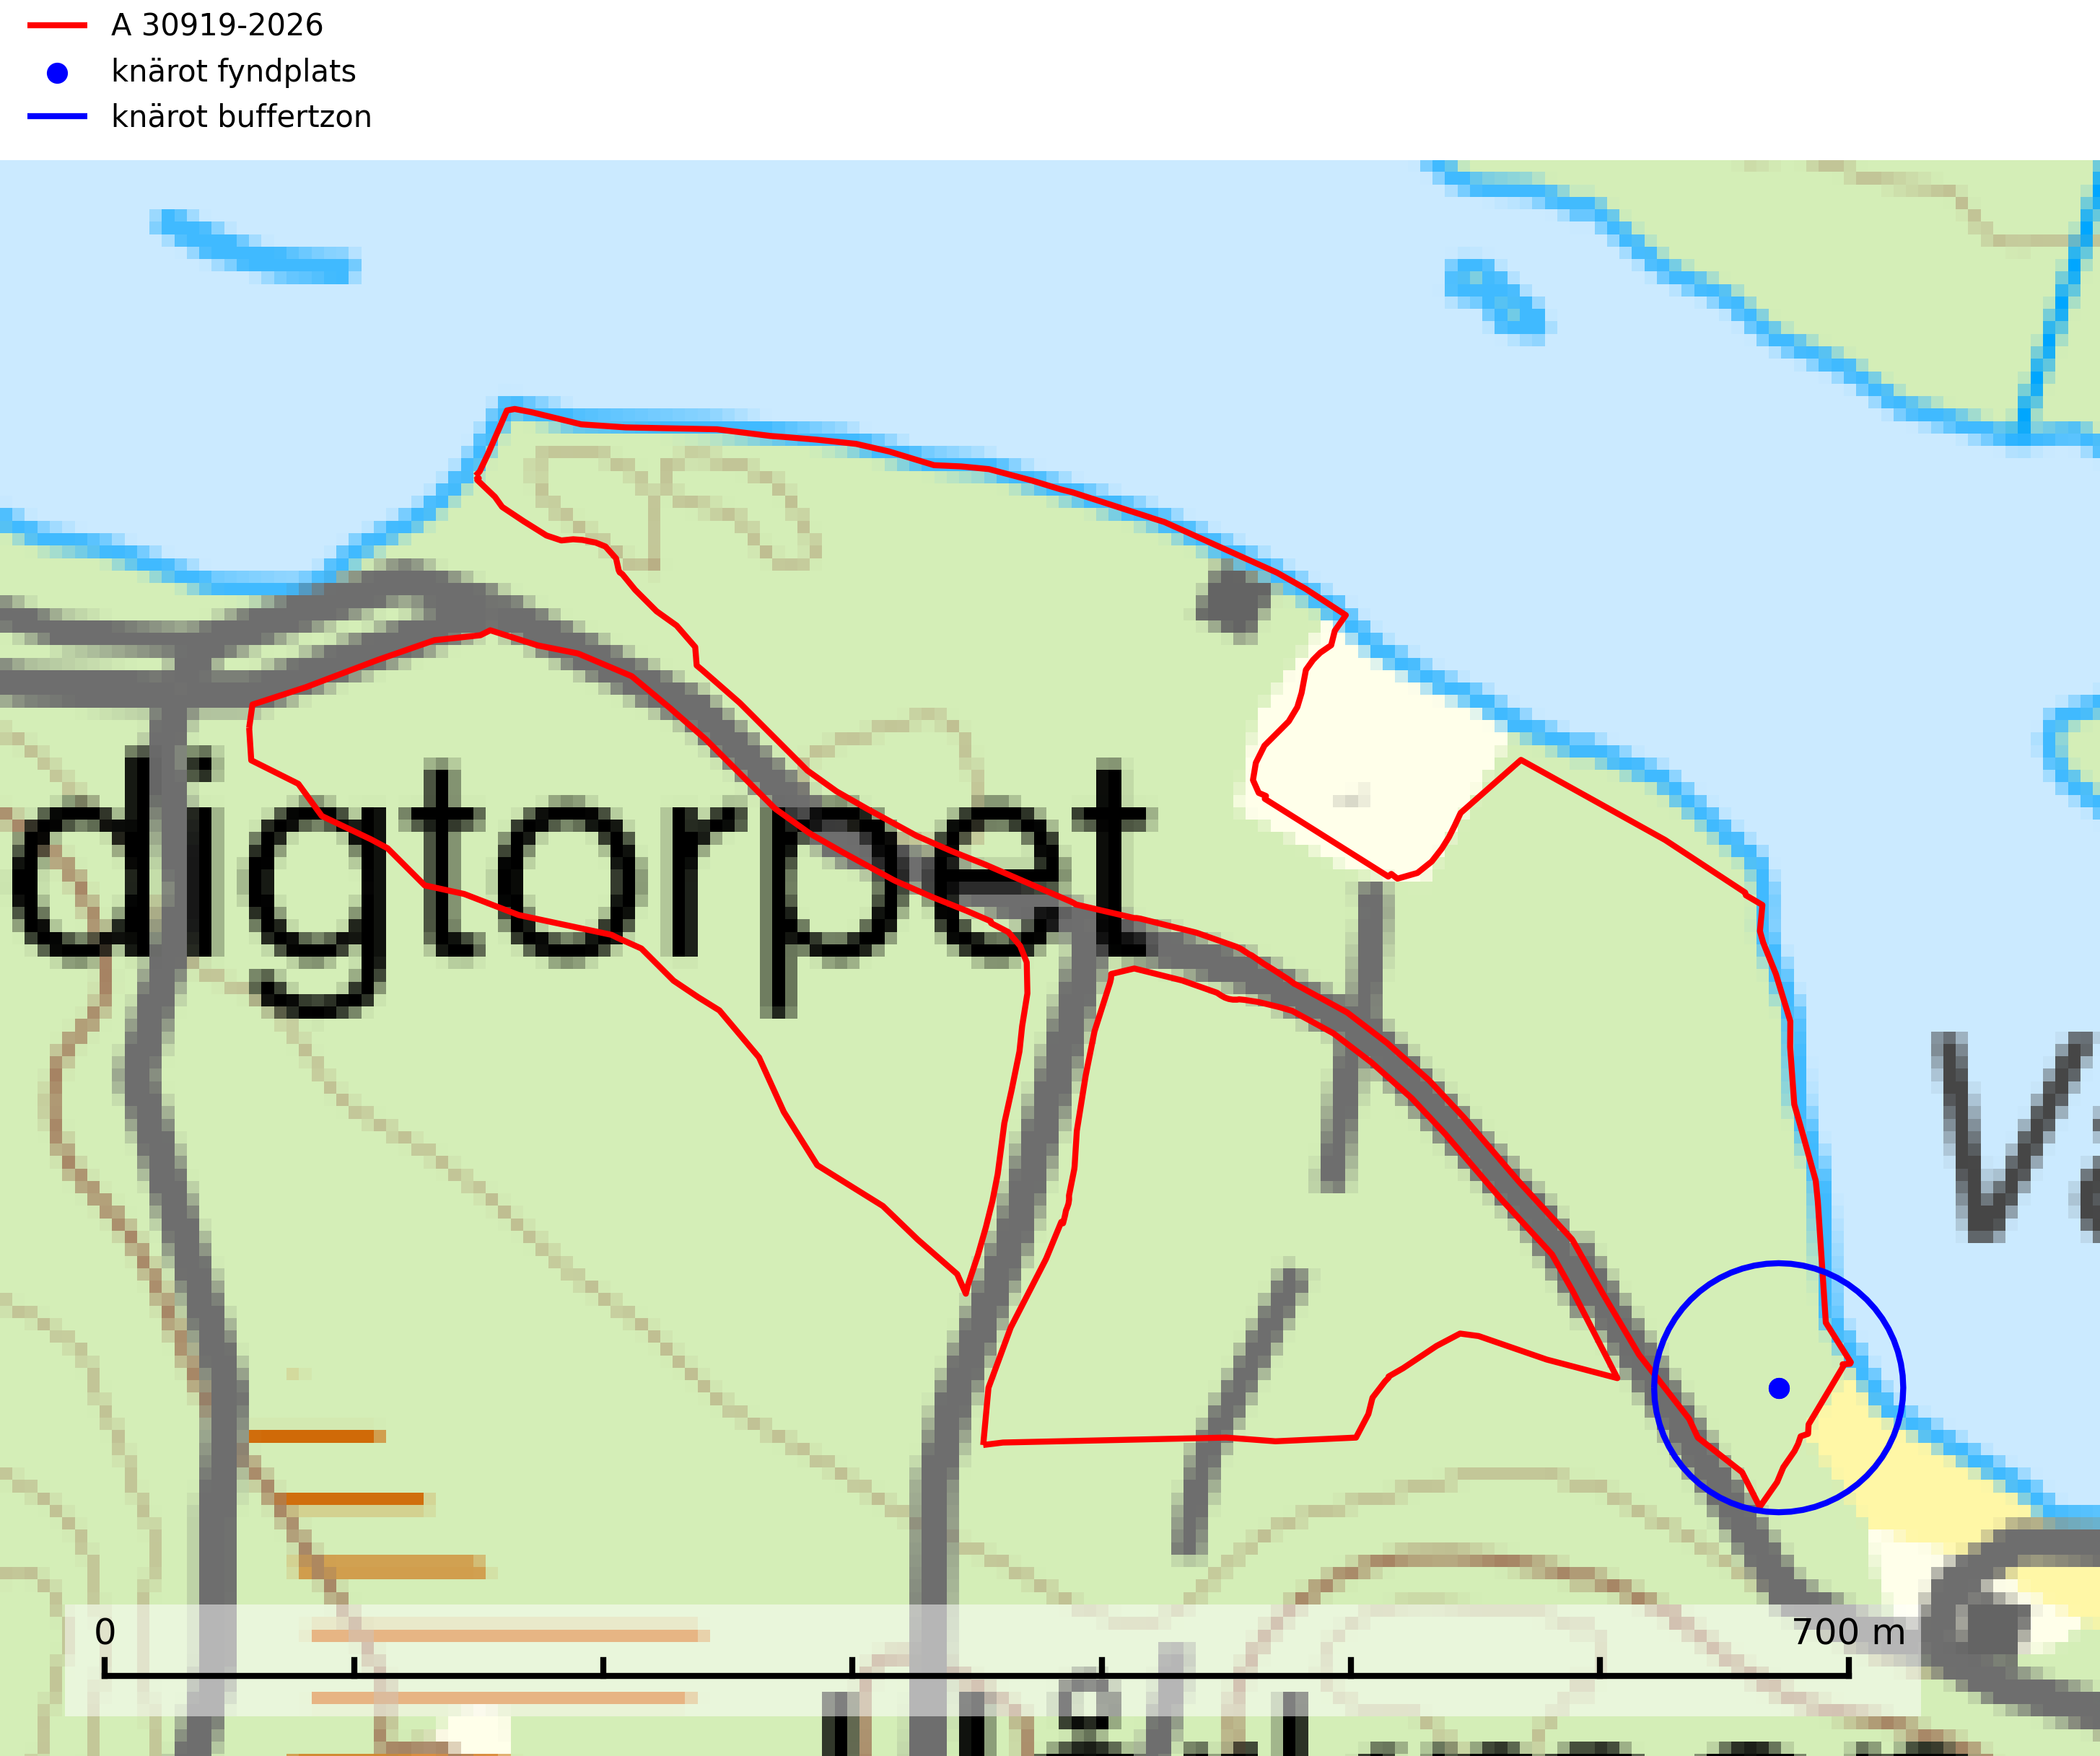 A 30919-2026
knärot fyndplats
knärot buffertzon
digtorpet
0
700 m